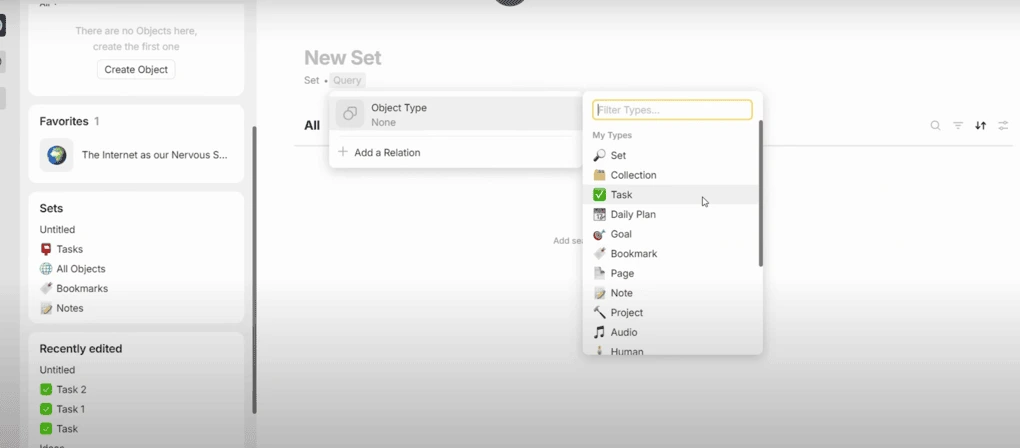 All
There are no Objects here,
create the first one
Create Object
Favorites 1
The Internet as our Nervous S...
Sets
Untitled
Tasks
All Objects
Bookmarks
Notes
Recently edited
Untitled
Task 2
Task 1
Task
Ideas
New Set
Set • Query
All
Object Type
None
Add a Relation
Add sea
Filter Types...
My Types
Set
Collection
Task
Daily Plan
Goal
Bookmark
Page
Note
Project
Audio
Human